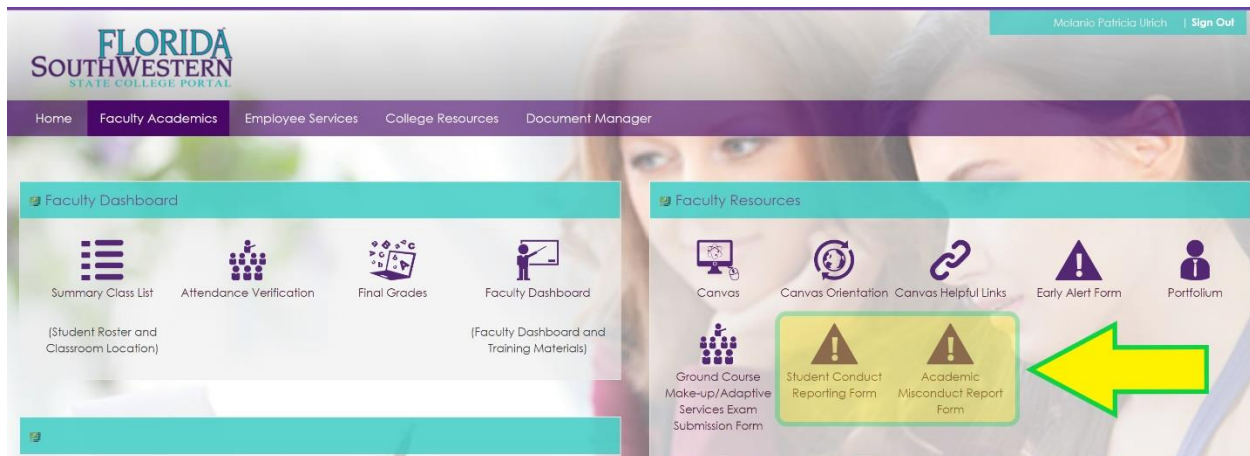 Melanie Patricia Ulrich | Sign Out
FLORIDA
SOUTHWESTERN
STATE COLLEGE PORTAL
Home Faculty Academics Employee Services College Resources Document Manager
Faculty Dashboard
Summary Class List Attendance Verification Final Grades Faculty Dashboard
(Student Roster and
Classroom Location)
(Faculty Dashboard and
Training Materials)
Faculty Resources
Canvas Canvas Orientation Canvas Helpful Links Early Alert Form Portfolium
Ground Course
Make-up/Adaptive
Services Exam
Submission Form
Student Conduct
Reporting Form
Academic
Misconduct Report
Form